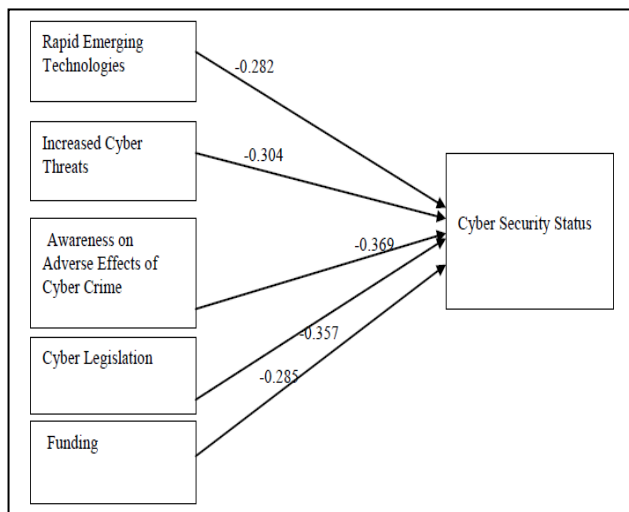 Rapid Emerging
Technologies
-0.282
Increased Cyber
Threats
-0.304
Cyber Security Status
Awareness on
Adverse Effects of
Cyber Crime
-0.369
Cyber Legislation
-0.357
-0.285
Funding